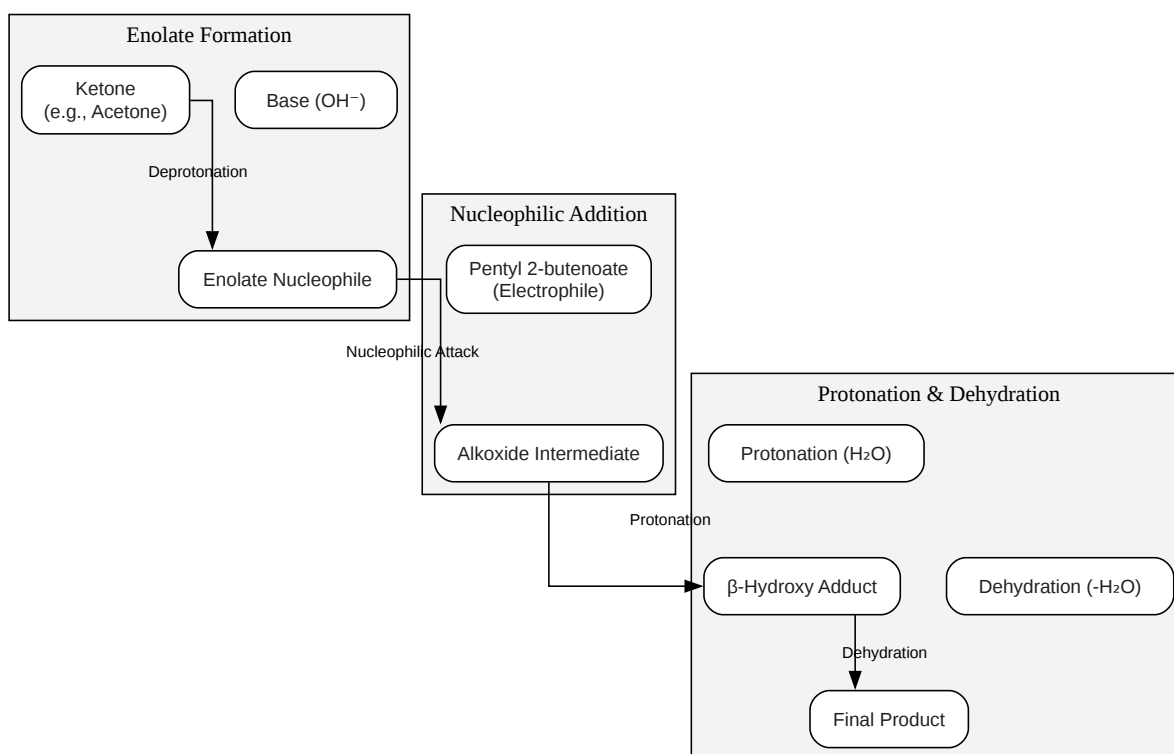 Enolate Formation
Ketone
(e.g., Acetone)
Base (OH⁻)
Deprotonation
Enolate Nucleophile
Nucleophilic Addition
Pentyl 2-butenoate
(Electrophile)
Nucleophilic Attack
Alkoxide Intermediate
Protonation & Dehydration
Protonation (H₂O)
Protonation
β-Hydroxy Adduct
Dehydration (-H₂O)
Dehydration
Final Product